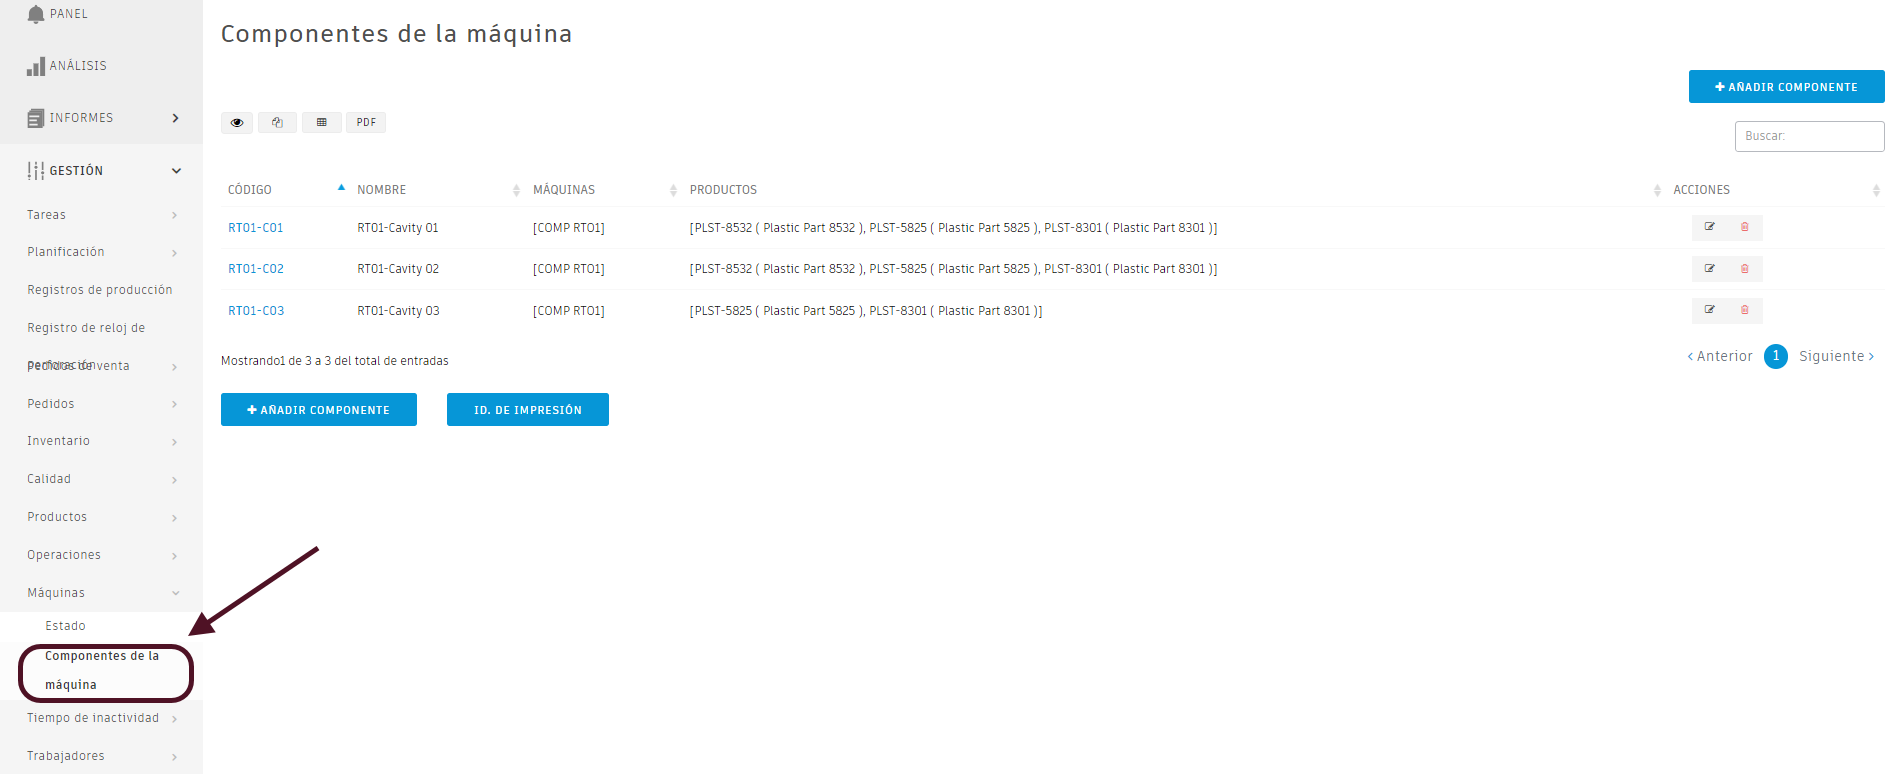 PANEL
ANÁLISIS
INFORMES
GESTIÓN
Tareas
Planificación
Registros de producción
Registro de reloj de
perforación
Pedidos de venta
Pedidos
Inventario
Calidad
Productos
Operaciones
Máquinas
Estado
Componentes de la
máquina
Tiempo de inactividad
Trabajadores
Componentes de la máquina
AÑADIR COMPONENTE
PDF
Buscar:
CÓDIGO NOMBRE MÁQUINAS PRODUCTOS ACCIONES
RT01-C01 RT01-Cavity 01 [COMP RT01] [PLST-8532 ( Plastic Part 8532 ), PLST-5825 ( Plastic Part 5825 ), PLST-8301 ( Plastic Part 8301 )]
RT01-C02 RT01-Cavity 02 [COMP RT01] [PLST-8532 ( Plastic Part 8532 ), PLST-5825 ( Plastic Part 5825 ), PLST-8301 ( Plastic Part 8301 )]
RT01-C03 RT01-Cavity 03 [COMP RT01] [PLST-5825 ( Plastic Part 5825 ), PLST-8301 ( Plastic Part 8301 )]
Mostrando1 de 3 a 3 del total de entradas
Anterior 1 Siguiente
AÑADIR COMPONENTE ID. DE IMPRESIÓN